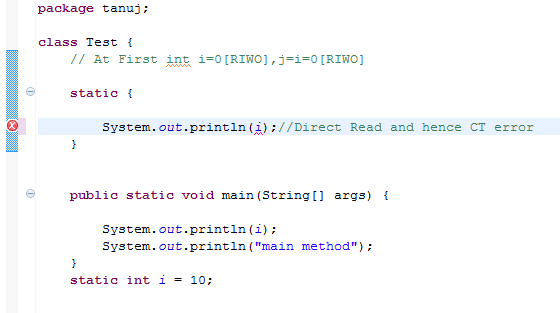 package tanuj;
class Test {
// At First int i=0[RIWO],j=i=0[RIWO]
static {
System.out.println(i);//Direct Read and hence CT error
}
public static void main(String[] args) {
System.out.println(i);
System.out.println("main method");
}
static int i = 10;